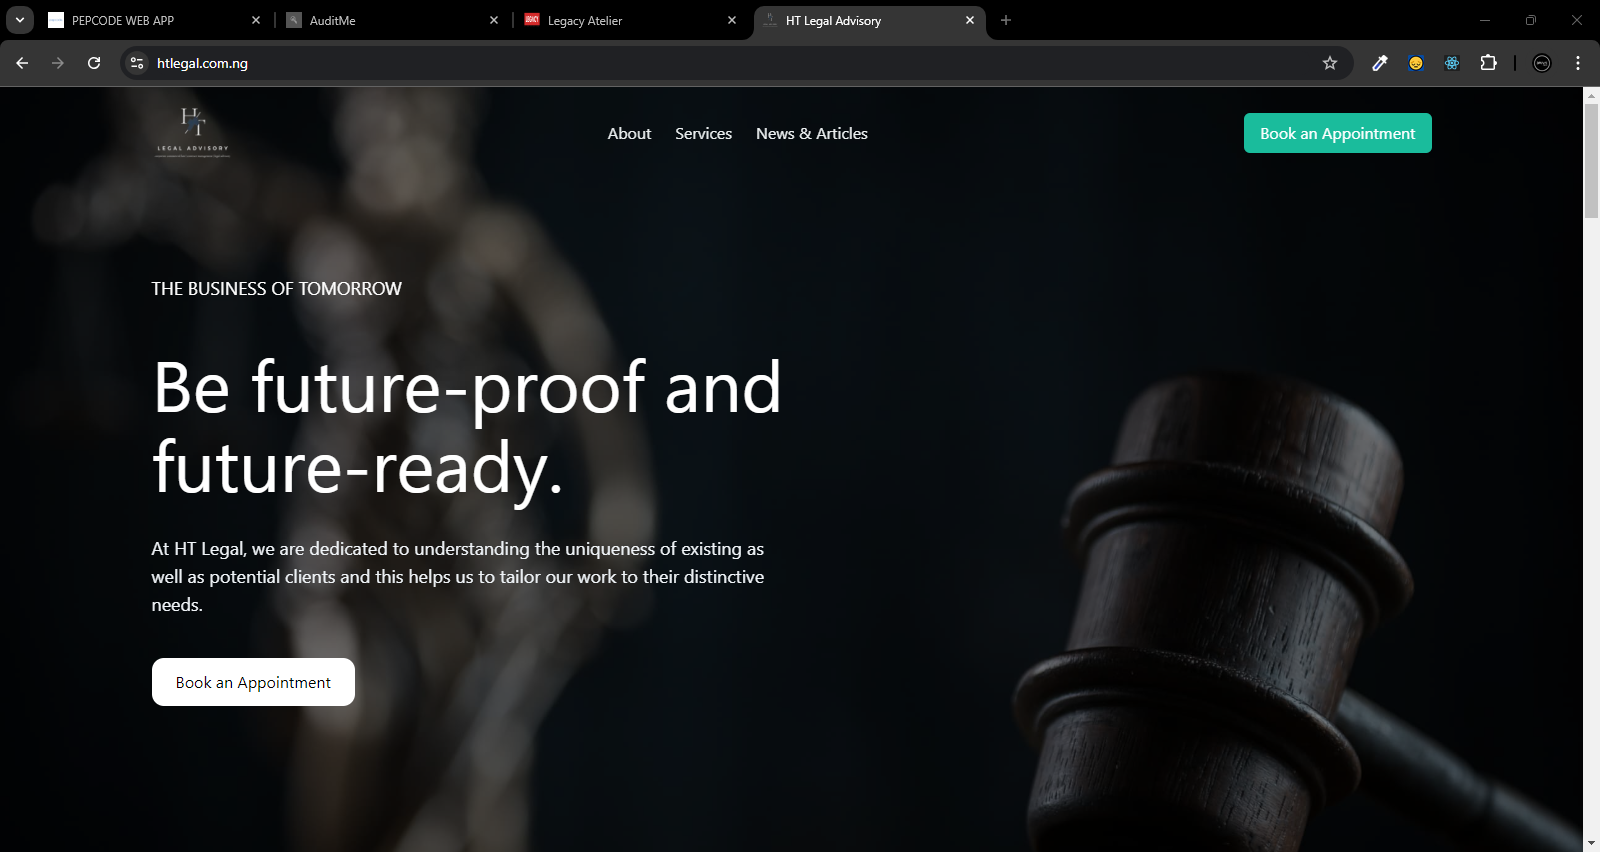 PEPCODE WEB APP
AuditMe
Legacy Atelier
HT Legal Advisory
htlegal.com.ng
HT
LEGAL ADVISORY
About
Services
News & Articles
Book an Appointment
THE BUSINESS OF TOMORROW
Be future-proof and
future-ready.
At HT Legal, we are dedicated to understanding the uniqueness of existing as
well as potential clients and this helps us to tailor our work to their distinctive
needs.
Book an Appointment